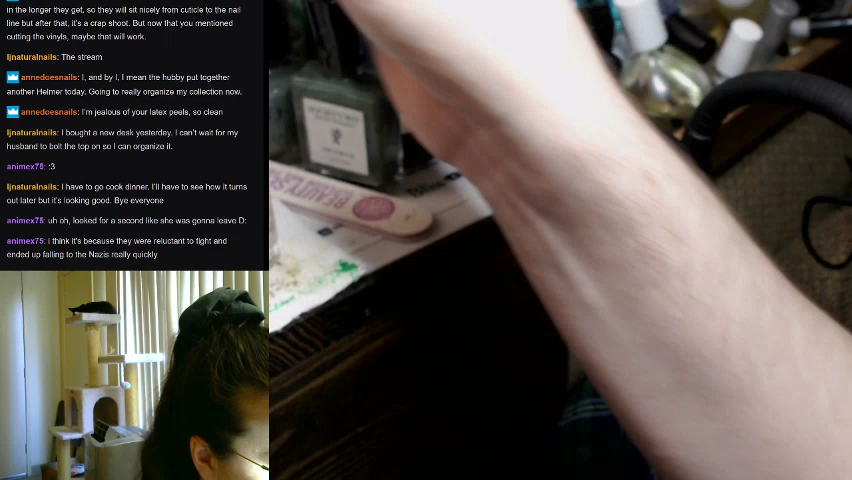 in the longer they get, so they will sit nicely from cuticle to the nail
line but after that, it's a crap shoot. But now that you mentioned
cutting the vinyls, maybe that will work.
ljnaturalnails: The stream
annedoesnails: I, and by I, I mean the hubby put together
another Helmer today. Going to really organize my collection now.
annedoesnails: I'm jealous of your latex peels, so clean
ljnaturalnails: I bought a new desk yesterday. I can't wait for my
husband to bolt the top on so I can organize it.
animex75: :3
ljnaturalnails: I have to go cook dinner. I'll have to see how it turns
out later but it's looking good. Bye everyone
animex75: uh oh, looked for a second like she was gonna leave D:
animex75: i think it's because they were reluctant to fight and
ended up falling to the Nazis really quickly